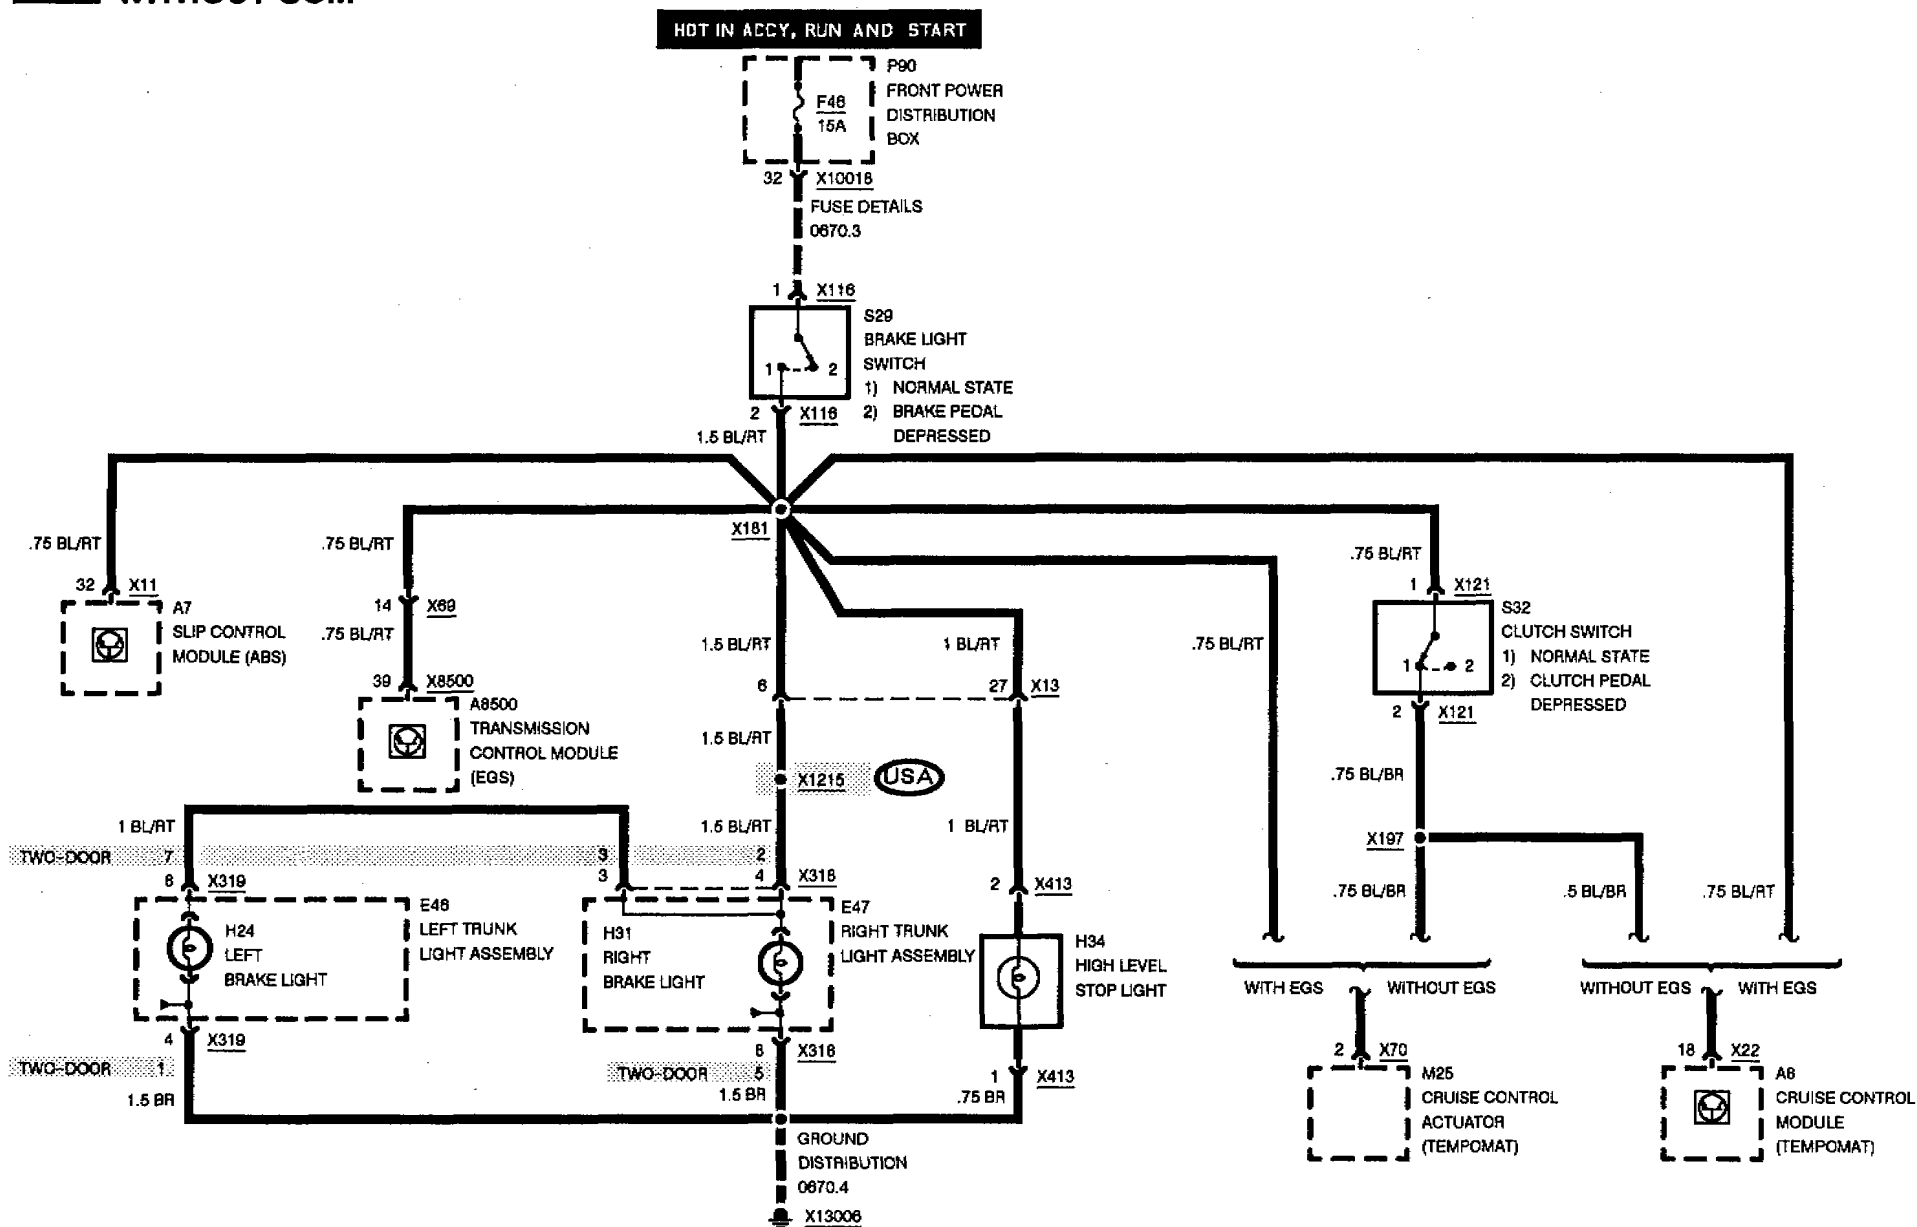 HOT IN ACCY, RUN AND START
P90
FRONT POWER
DISTRIBUTION
BOX
F46
15A
32 X10016
FUSE DETAILS
0670.3
1 X116
S29
BRAKE LIGHT
SWITCH
1) NORMAL STATE
2) BRAKE PEDAL
DEPRESSED
1 2
2 X116
1.5 BL/RT
X181
.75 BL/RT
32 X11
A7
SLIP CONTROL
MODULE (ABS)
.75 BL/RT
14 X69
.75 BL/RT
39 X8500
A8500
TRANSMISSION
CONTROL MODULE
(EGS)
1.5 BL/RT
1 BL/RT
6
27 X13
1.5 BL/RT
X1215
USA
1.5 BL/RT
1 BL/RT
.75 BL/RT
.75 BL/RT
1 X121
S32
CLUTCH SWITCH
1) NORMAL STATE
2) CLUTCH PEDAL
DEPRESSED
1 2
2 X121
.75 BL/BR
X197
.75 BL/BR
.5 BL/BR
.75 BL/RT
1 BL/RT
TWO-DOOR 7 3 2
8 X319
3 4 X318
2 X413
E46
LEFT TRUNK
LIGHT ASSEMBLY
H24
LEFT
BRAKE LIGHT
E47
RIGHT TRUNK
LIGHT ASSEMBLY
H31
RIGHT
BRAKE LIGHT
H34
HIGH LEVEL
STOP LIGHT
4 X319
TWO-DOOR 1
1.5 BR
6 X318
TWO-DOOR 5
1.5 BR
1 X413
.75 BR
GROUND
DISTRIBUTION
0670.4
X13006
WITH EGS WITHOUT EGS
WITHOUT EGS WITH EGS
2 X70
M25
CRUISE CONTROL
ACTUATOR
(TEMPOMAT)
18 X22
A8
CRUISE CONTROL
MODULE
(TEMPOMAT)